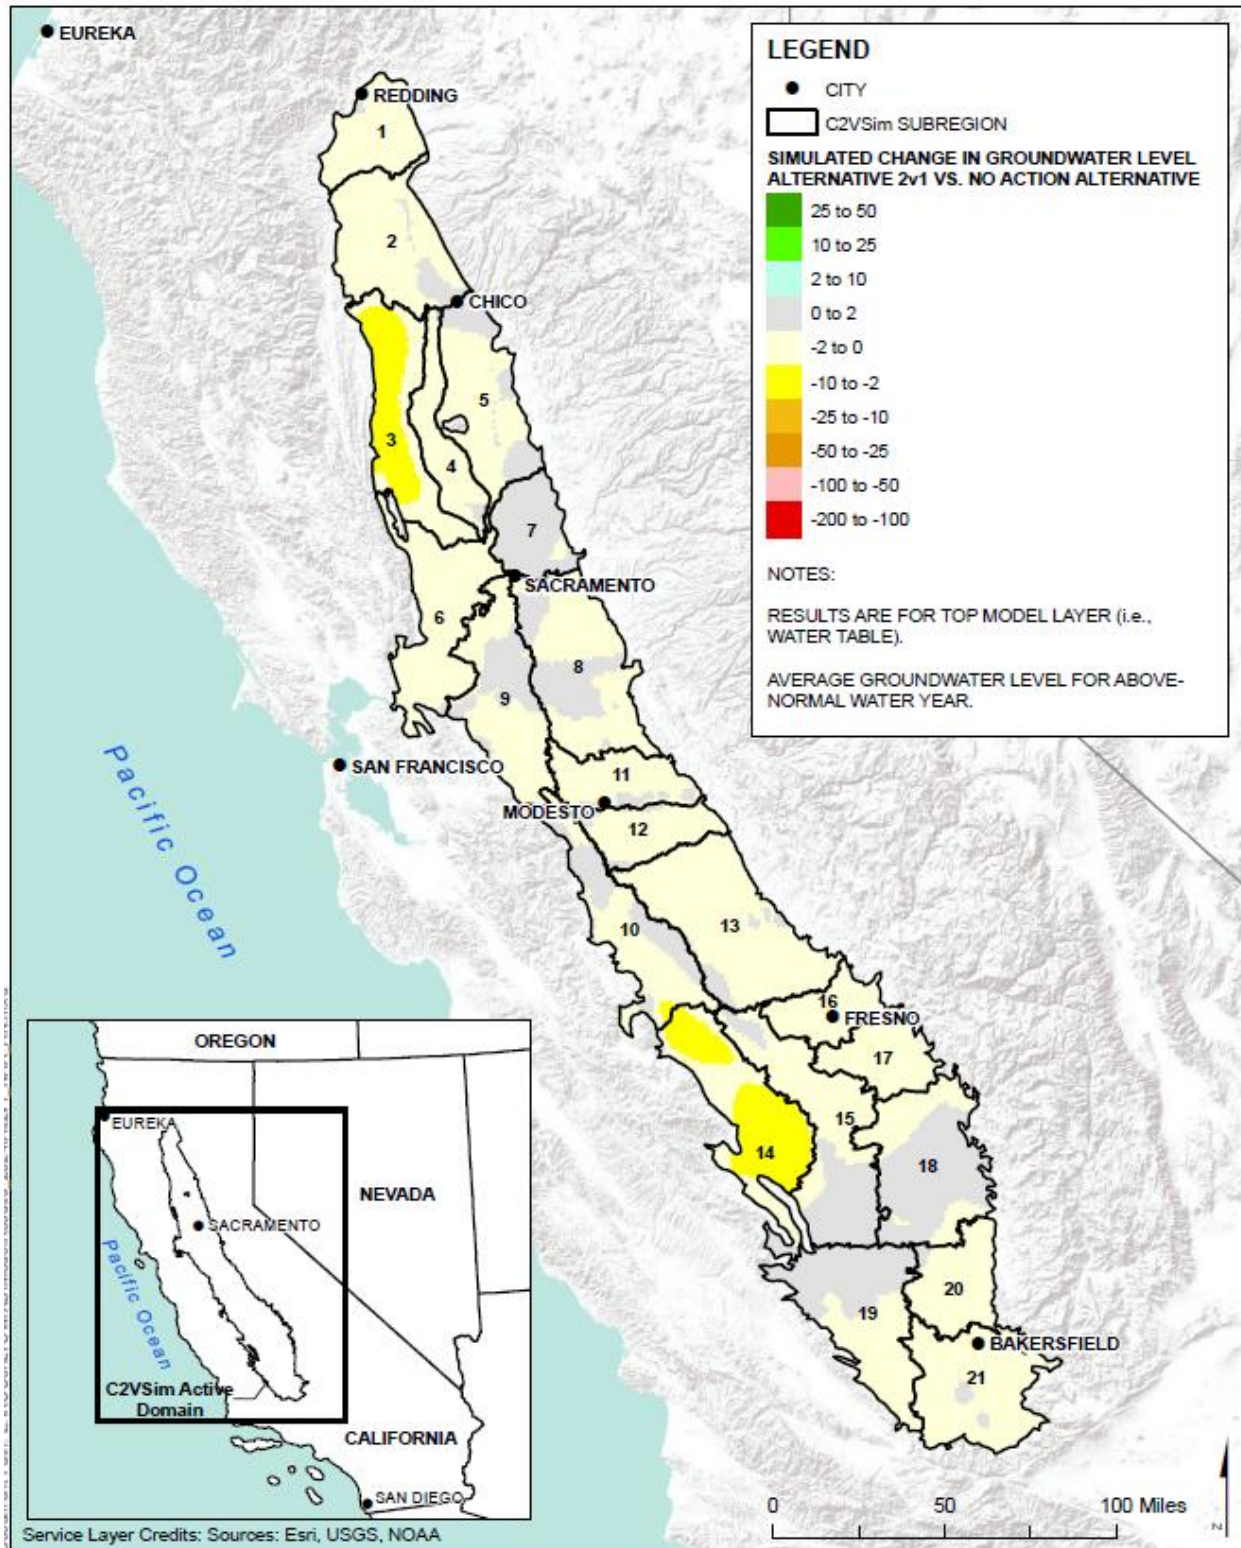 EUREKA
REDDING
1
2
CHICO
3
5
4
7
SACRAMENTO
6
8
9
SAN FRANCISCO
11
MODESTO
12
10
13
16
FRESNO
17
15
14
18
19
20
BAKERSFIELD
21
Pacific Ocean
LEGEND
CITY
C2VSim SUBREGION
SIMULATED CHANGE IN GROUNDWATER LEVEL
ALTERNATIVE 2v1 VS. NO ACTION ALTERNATIVE
25 to 50
10 to 25
2 to 10
0 to 2
-2 to 0
-10 to -2
-25 to -10
-50 to -25
-100 to -50
-200 to -100
NOTES:
RESULTS ARE FOR TOP MODEL LAYER (i.e.,
WATER TABLE).
AVERAGE GROUNDWATER LEVEL FOR ABOVE-
NORMAL WATER YEAR.
OREGON
EUREKA
NEVADA
SACRAMENTO
Pacific Ocean
C2VSim Active
Domain
CALIFORNIA
SAN DIEGO
0 50 100 Miles
Z
Service Layer Credits: Sources: Esri, USGS, NOAA